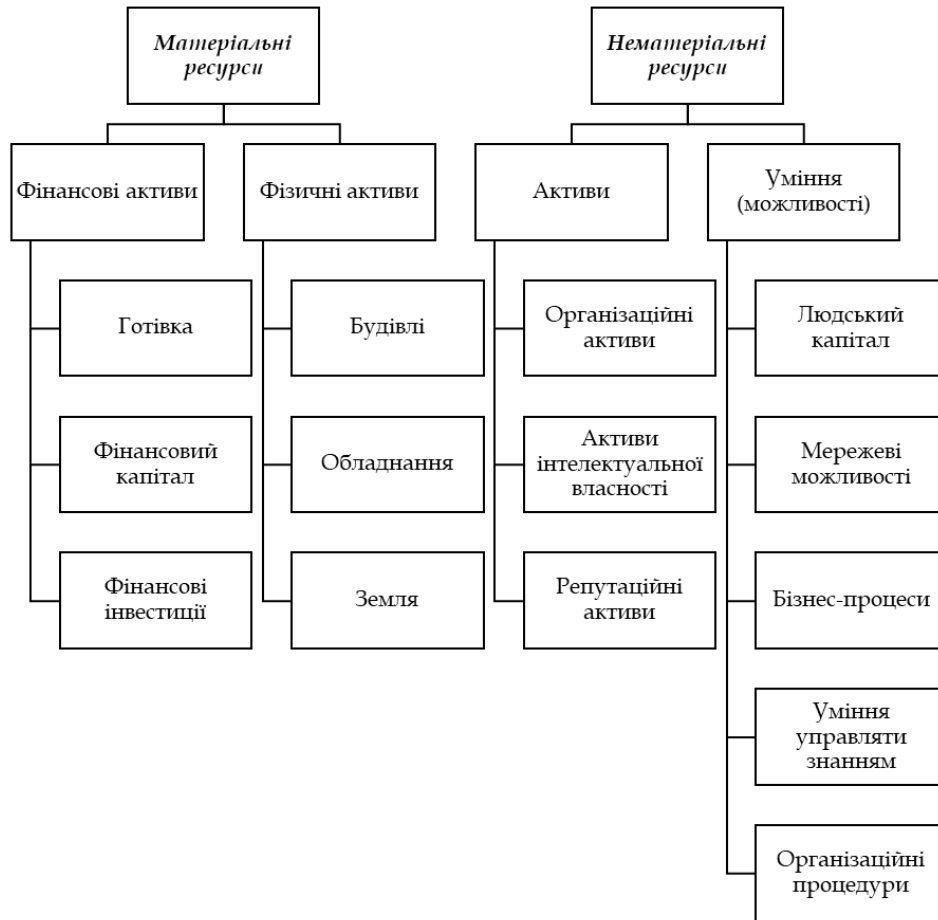 Матеріальні
ресурси
Нематеріальні
ресурси
Фінансові активи
Фізичні активи
Активи
Уміння
(можливості)
Готівка
Будівлі
Організаційні
активи
Людський
капітал
Фінансовий
капітал
Обладнання
Активи
інтелектуальної
власності
Мережеві
можливості
Фінансові
інвестиції
Земля
Репутаційні
активи
Бізнес-процеси
Уміння
управляти
знанням
Організаційні
процедури